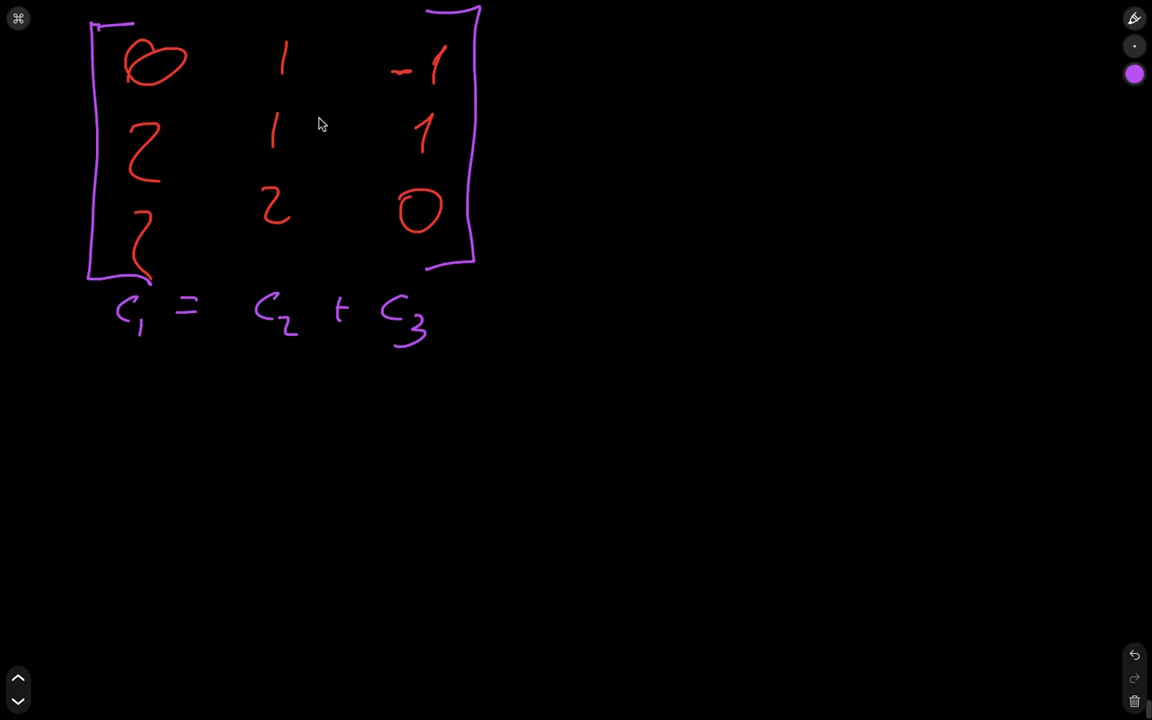 0 1 -1
2 1 1
2 2 0
C₁ = C₂ + C₃